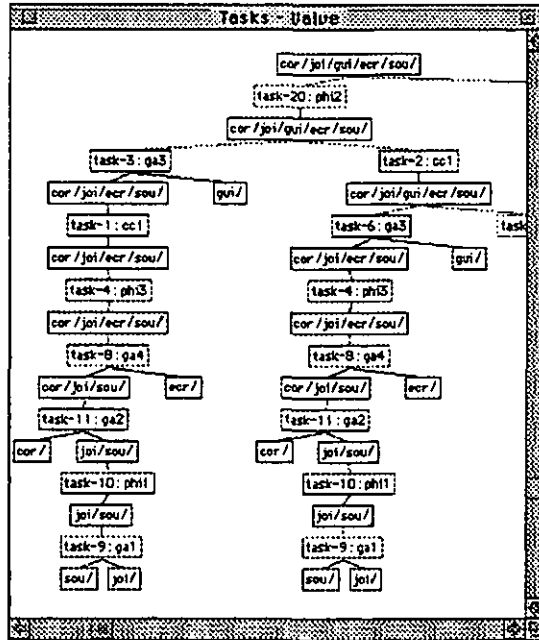 Tasks - Valve
cor/joi/gui/ecr/sou/
task-20: phi2
cor/joi/gui/ecr/sou/
task-3: ga3 task-2: cc1
cor/joi/ecr/sou/ gui/ cor/joi/gui/ecr/sou/
task-1: cc1 task-6: ga3 task
cor/joi/ecr/sou/ cor/joi/ecr/sou/ gui/
task-4: phi3 task-4: phi3
cor/joi/ecr/sou/ cor/joi/ecr/sou/
task-8: ga4 task-8: ga4
cor/joi/sou/ ecr/ cor/joi/sou/ ecr/
task-11: ga2 task-11: ga2
cor/ joi/sou/ cor/ joi/sou/
task-10: phi1 task-10: phi1
joi/sou/ joi/sou/
task-9: ga1 task-9: ga1
sou/ joi/ sou/ joi/